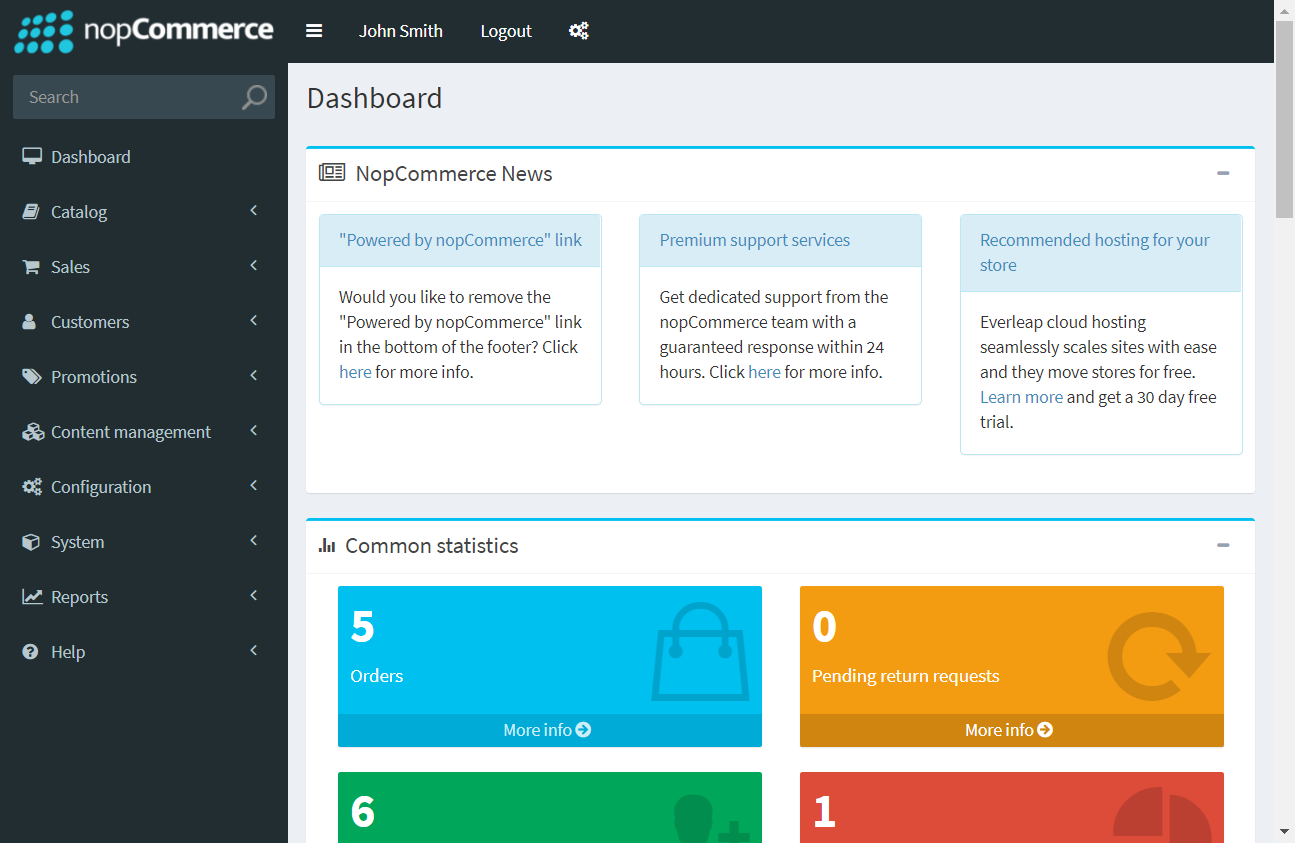 nopCommerce
John Smith
Logout
Search
Dashboard
Catalog
Sales
Customers
Promotions
Content management
Configuration
System
Reports
Help
Dashboard
NopCommerce News
"Powered by nopCommerce" link
Would you like to remove the
"Powered by nopCommerce" link
in the bottom of the footer? Click
here for more info.
Premium support services
Get dedicated support from the
nopCommerce team with a
guaranteed response within 24
hours. Click here for more info.
Recommended hosting for your
store
Everleap cloud hosting
seamlessly scales sites with ease
and they move stores for free.
Learn more and get a 30 day free
trial.
Common statistics
5
Orders
More info
0
Pending return requests
More info
6
1